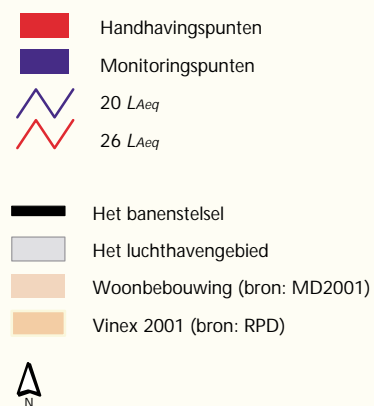 Handhavingspunten
Monitoringspunten
20 LAeq
26 LAeq
Het banenstelsel
Het luchthavengebied
Woonbebouwing (bron: MD2001)
Vinex 2001 (bron: RPD)
N